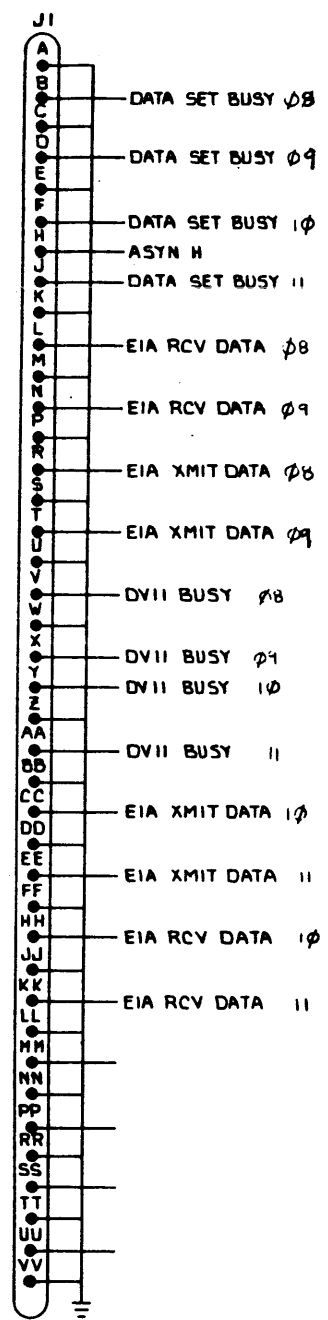 J1
A
B
DATA SET BUSY Ø8
C
D
DATA SET BUSY Ø9
E
F
DATA SET BUSY 1Ø
H
ASYN H
J
DATA SET BUSY 11
K
L
EIA RCV DATA Ø8
M
N
EIA RCV DATA Ø9
P
R
EIA XMIT DATA Ø8
S
T
EIA XMIT DATA Ø9
U
V
DV11 BUSY Ø8
W
X
DV11 BUSY Ø9
Y
DV11 BUSY 1Ø
Z
AA
DV11 BUSY 11
BB
CC
EIA XMIT DATA 1Ø
DD
EE
EIA XMIT DATA 11
FF
HH
EIA RCV DATA 1Ø
JJ
KK
EIA RCV DATA 11
LL
MM
NN
PP
RR
SS
TT
UU
VV